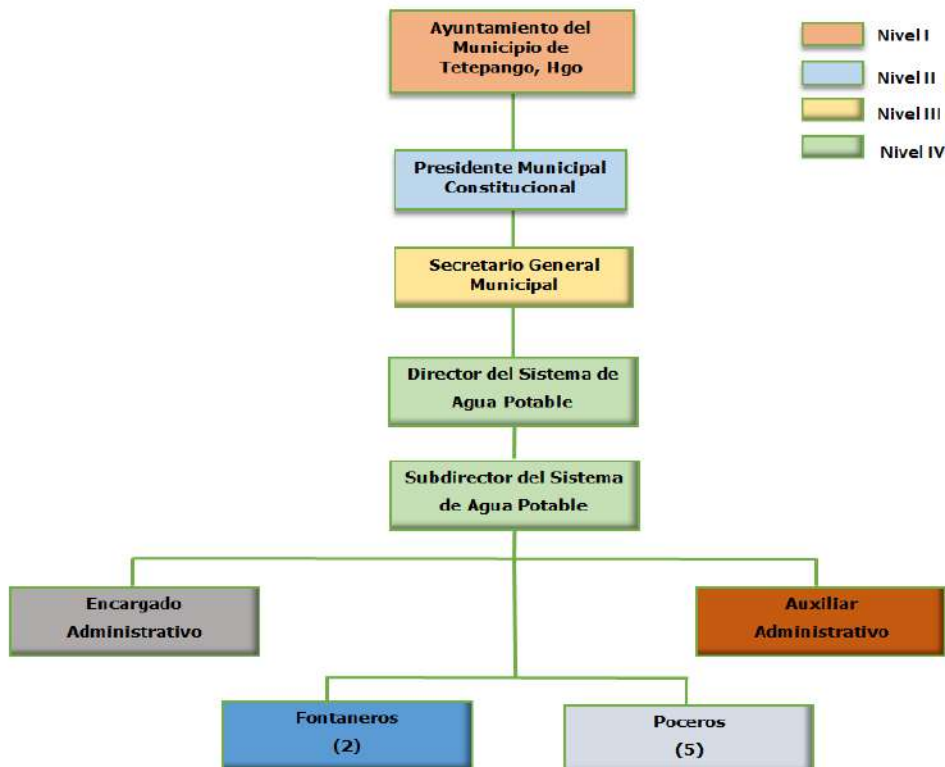 Ayuntamiento del
Municipio de
Tetepango, Hgo
Nivel I
Nivel II
Nivel III
Nivel IV
Presidente Municipal
Constitucional
Secretario General
Municipal
Director del Sistema de
Agua Potable
Subdirector del Sistema
de Agua Potable
Encargado
Administrativo
Auxiliar
Administrativo
Fontaneros
(2)
Poceros
(5)